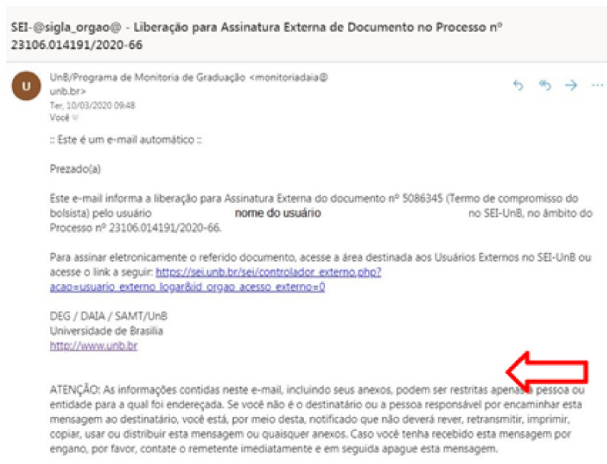 SEI-@sigla_orgao@ - Liberação para Assinatura Externa de Documento no Processo nº
23106.014191/2020-66
U
UnB/Programa de Monitoria de Graduação <monitoriadaia@
unb.br>
Ter, 10/03/2020 09:48
Você
:: Este é um e-mail automático ::
Prezado(a)
Este e-mail informa a liberação para Assinatura Externa do documento nº 5086345 (Termo de compromisso do
bolsista) pelo usuário nome do usuário no SEI-UnB, no âmbito do
Processo nº 23106.014191/2020-66.
Para assinar eletronicamente o referido documento, acesse a área destinada aos Usuários Externos no SEI-UnB ou
acesse o link a seguir: https://sei.unb.br/sei/controlador_externo.php?
acao=usuario_externo_logar&id_orgao_acesso_externo=0
DEG / DAIA / SAMT/UnB
Universidade de Brasilia
http://www.unb.br
ATENÇÃO: As informações contidas neste e-mail, incluindo seus anexos, podem ser restritas apenas à pessoa ou
entidade para a qual foi endereçada. Se você não é o destinatário ou a pessoa responsável por encaminhar esta
mensagem ao destinatário, você está, por meio desta, notificado que não deverá rever, retransmitir, imprimir,
copiar, usar ou distribuir esta mensagem ou quaisquer anexos. Caso você tenha recebido esta mensagem por
engano, por favor, contate o remetente imediatamente e em seguida apague esta mensagem.